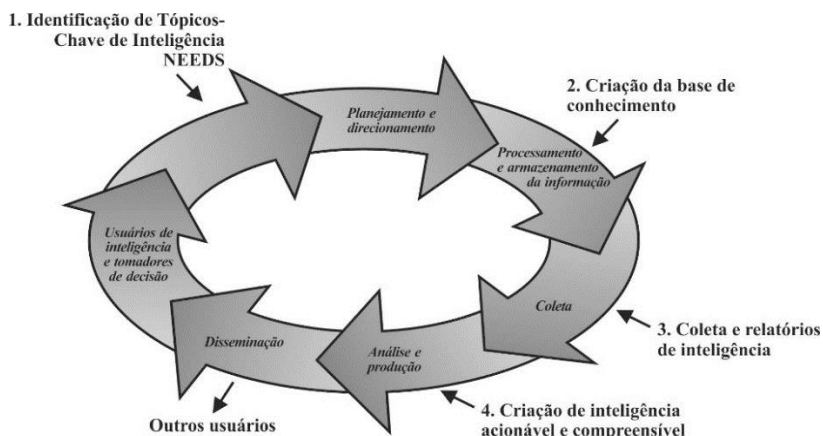 1. Identificação de Tópicos-
Chave de Inteligência
NEEDS
Planejamento e
direcionamento
2. Criação da base de
conhecimento
Processamento
e armazenamento
da informação
Usuários de
inteligência
e tomadores
de decisão
Coleta
3. Coleta e relatórios
de inteligência
Disseminação
Análise e
produção
Outros usuários
4. Criação de inteligência
acionável e compreensível